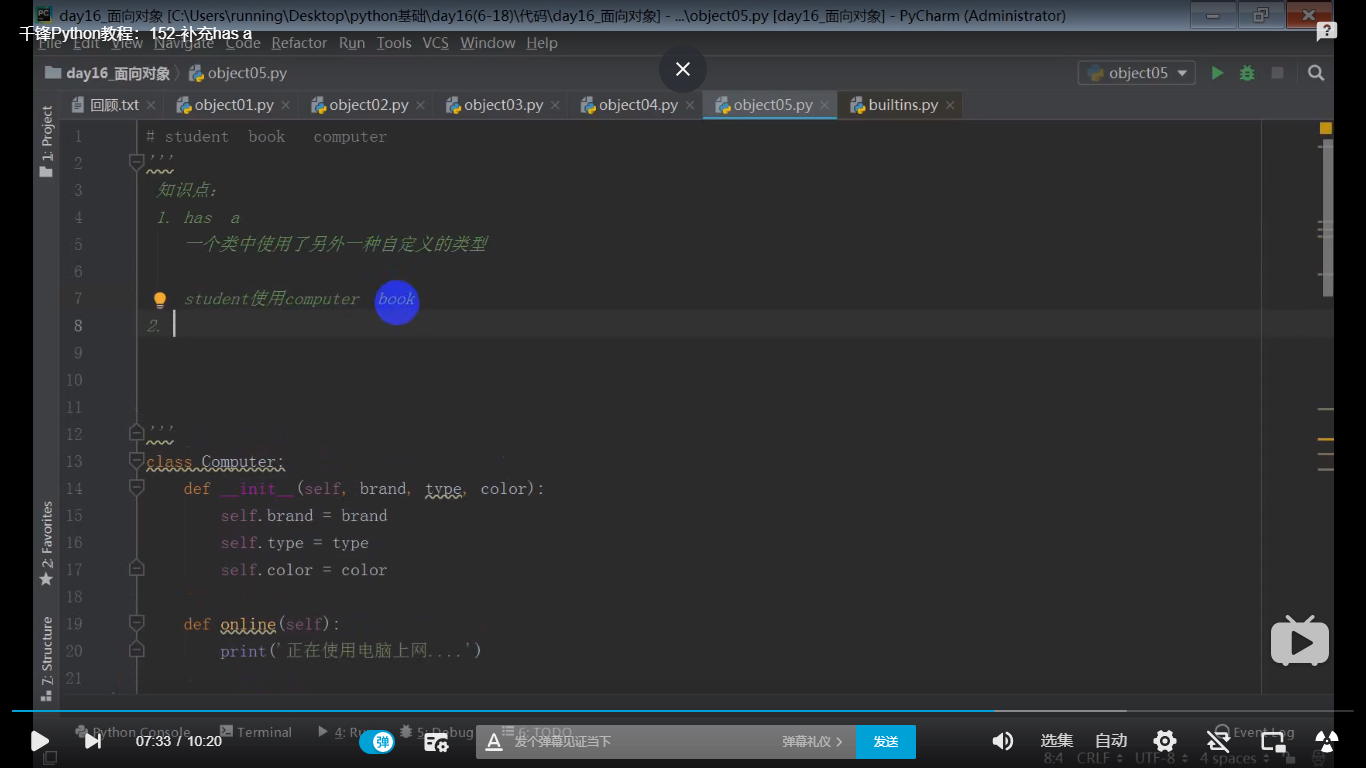 day16_面向对象 [C:\Users\running\Desktop\python基础\day16(6-18)\代码\day16_面向对象] - ...\object05.py [day16_面向对象] - PyCharm (Administrator)
千锋Python教程：152-补充has a
File Edit View Navigate Code Refactor Run Tools VCS Window Help
day16_面向对象 object05.py object05
回顾.txt object01.py object02.py object03.py object04.py object05.py builtins.py
1: Project
1 # student book computer
2 '''
3 知识点：
4 1. has a
5 一个类中使用了另外一种自定义的类型
6
7 student使用computer book
8 2.
9
10
11
12 '''
13 class Computer:
14 def __init__(self, brand, type, color):
15 self.brand = brand
16 self.type = type
17 self.color = color
18
19 def online(self):
20 print('正在使用电脑上网....')
21
2: Favorites
7: Structure
Python Console Terminal 4: Run 5: Debug 6: TODO Event Log
07:33 / 10:20 弹 A 发个弹幕见证当下 弹幕礼仪 > 发送 选集 自动
8:4 CRLF UTF-8 4 spaces